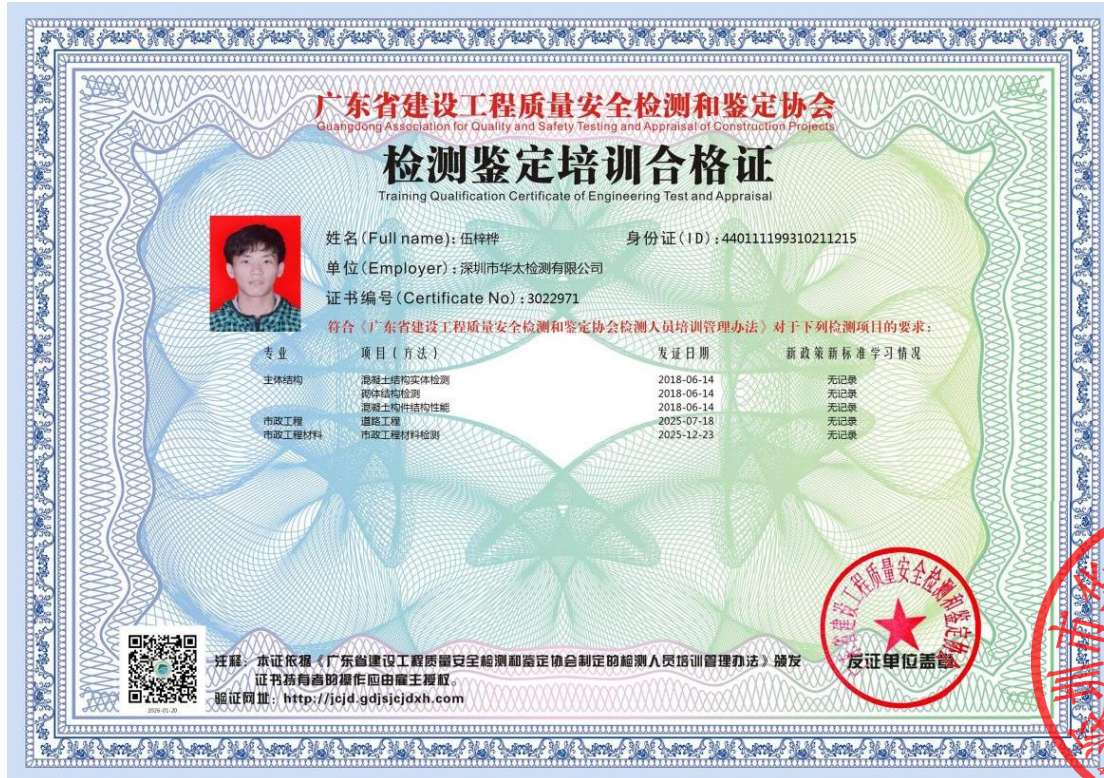 广东省建设工程质量安全检测和鉴定协会
Guangdong Association for Quality and Safety Testing and Appraisal of Construction Projects
检测鉴定培训合格证
Training Qualification Certificate of Engineering Test and Appraisal
姓名(Full name):伍梓桦 身份证(ID):440111199310211215
单位(Employer):深圳市华太检测有限公司
证书编号(Certificate No):3022971
符合《广东省建设工程质量安全检测和鉴定协会检测人员培训管理办法》对于下列检测项目的要求:
专业 项目(方法) 发证日期 新政策新标准学习情况
主体结构 混凝土结构实体检测 2018-06-14 无记录
砌体结构检测 2018-06-14 无记录
混凝土构件结构性能 2018-06-14 无记录
市政工程 道路工程 2025-07-18 无记录
市政工程材料 市政工程材料检测 2025-12-23 无记录
注释:本证依据《广东省建设工程质量安全检测和鉴定协会制定的检测人员培训管理办法》颁发
证书持有者的操作应由雇主授权。
验证网址:http://jcjd.gdjsjcjdxh.com
2026-01-20
广东省建设工程质量安全检测和鉴定协会
发证单位盖章
深圳市华